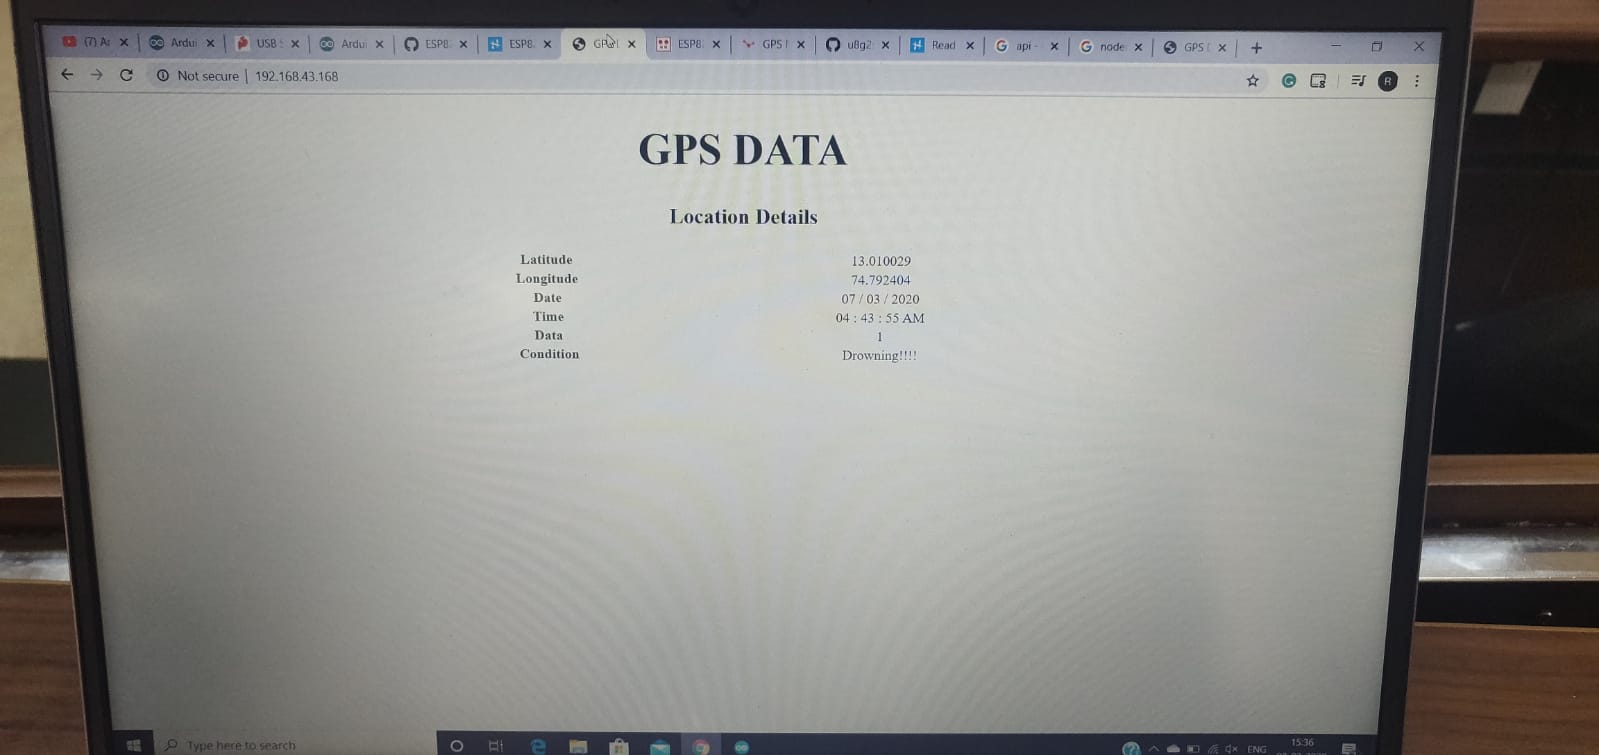 (7) Ar Ardui USB Ardui ESP8 ESP8 GPS ESP8 GPS u8g2 Read api - node GPS
Not secure | 192.168.43.168
GPS DATA
Location Details
Latitude 13.010029
Longitude 74.792404
Date 07 / 03 / 2020
Time 04 : 43 : 55 AM
Data 1
Condition Drowning!!!!
Type here to search
ENG 15:36